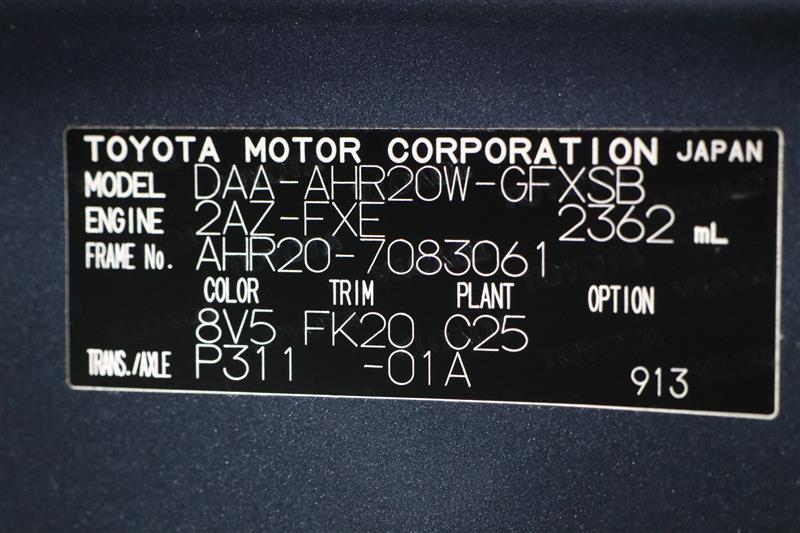 TOYOTA MOTOR CORPORATION JAPAN
MODEL DAA-AHR20W-GFXSB
ENGINE 2AZ-FXE 2362 mL
FRAME No. AHR20-7083061
COLOR TRIM PLANT OPTION
8V5 FK20 C25
TRANS./AXLE P311 -01A 913